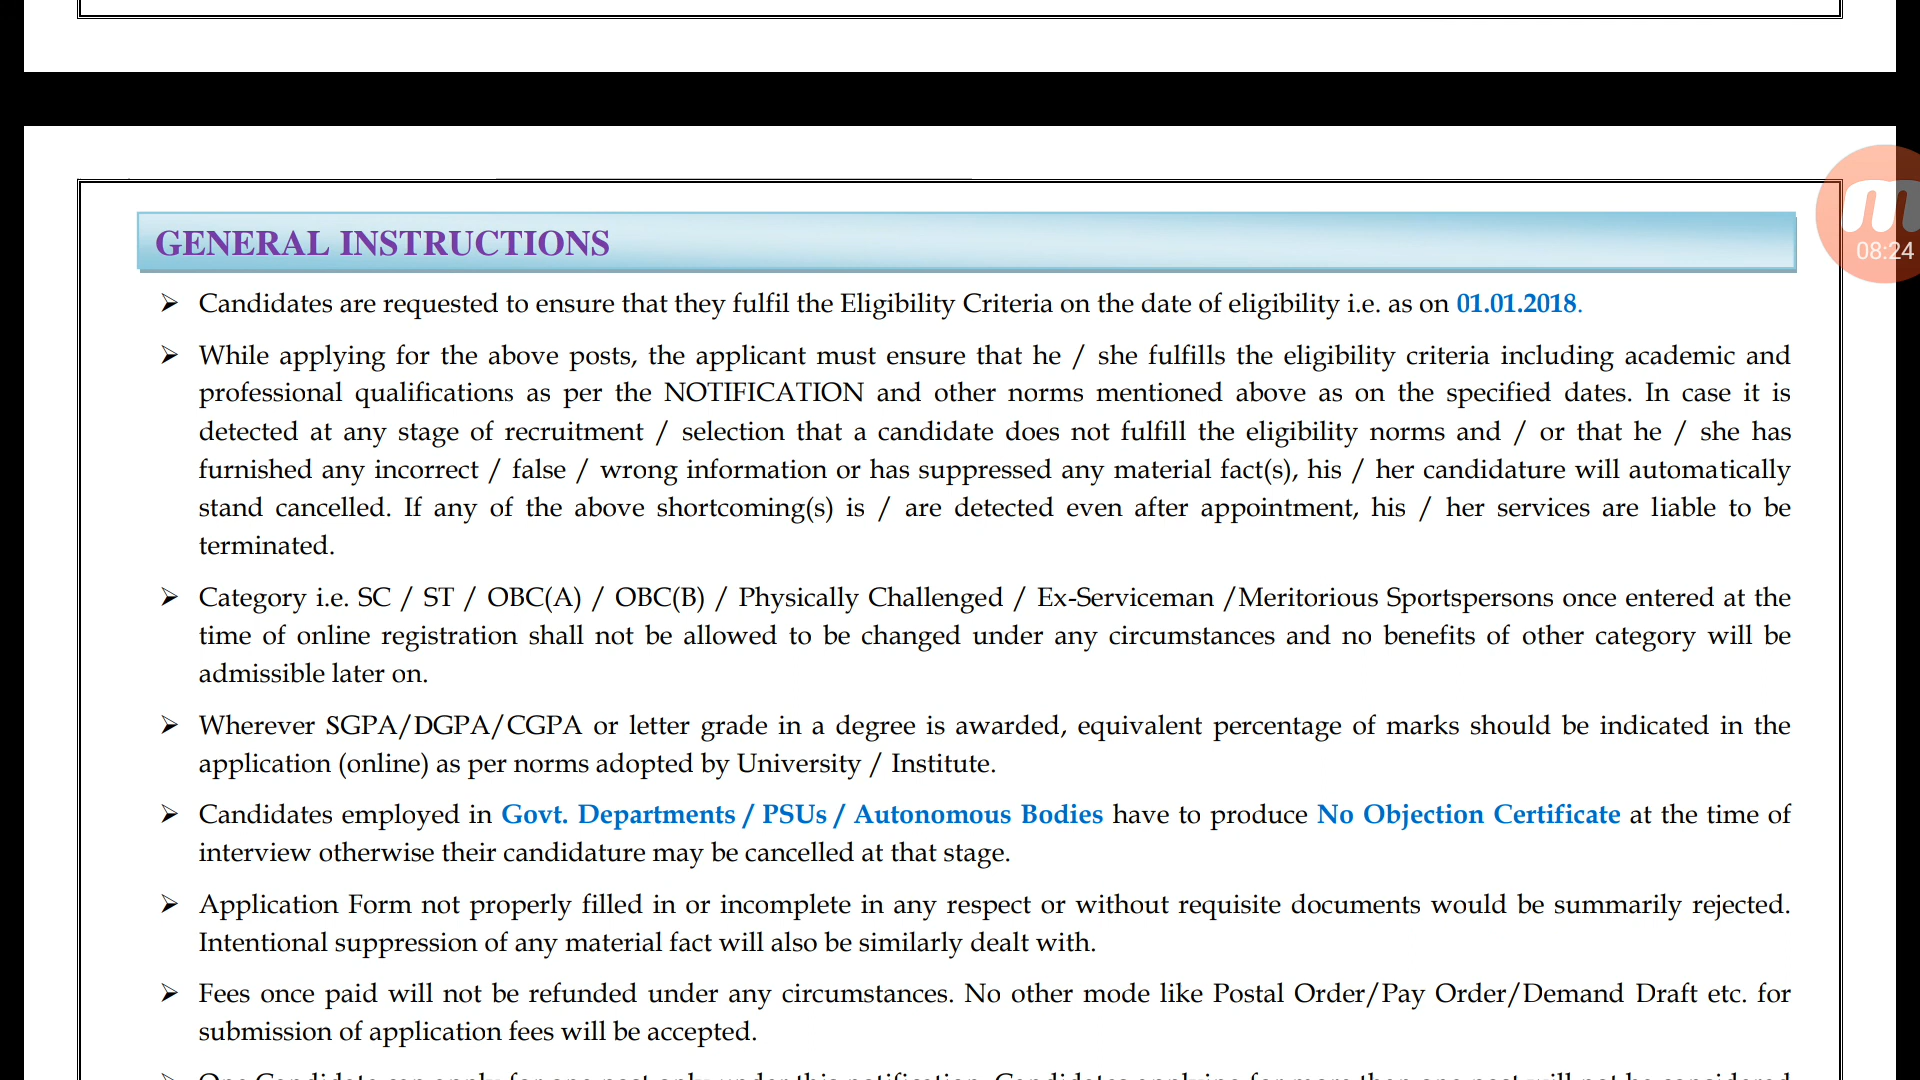 GENERAL INSTRUCTIONS
08:24
➢ Candidates are requested to ensure that they fulfil the Eligibility Criteria on the date of eligibility i.e. as on 01.01.2018.
➢ While applying for the above posts, the applicant must ensure that he / she fulfills the eligibility criteria including academic and
professional qualifications as per the NOTIFICATION and other norms mentioned above as on the specified dates. In case it is
detected at any stage of recruitment / selection that a candidate does not fulfill the eligibility norms and / or that he / she has
furnished any incorrect / false / wrong information or has suppressed any material fact(s), his / her candidature will automatically
stand cancelled. If any of the above shortcoming(s) is / are detected even after appointment, his / her services are liable to be
terminated.
➢ Category i.e. SC / ST / OBC(A) / OBC(B) / Physically Challenged / Ex-Serviceman /Meritorious Sportspersons once entered at the
time of online registration shall not be allowed to be changed under any circumstances and no benefits of other category will be
admissible later on.
➢ Wherever SGPA/DGPA/CGPA or letter grade in a degree is awarded, equivalent percentage of marks should be indicated in the
application (online) as per norms adopted by University / Institute.
➢ Candidates employed in Govt. Departments / PSUs / Autonomous Bodies have to produce No Objection Certificate at the time of
interview otherwise their candidature may be cancelled at that stage.
➢ Application Form not properly filled in or incomplete in any respect or without requisite documents would be summarily rejected.
Intentional suppression of any material fact will also be similarly dealt with.
➢ Fees once paid will not be refunded under any circumstances. No other mode like Postal Order/Pay Order/Demand Draft etc. for
submission of application fees will be accepted.